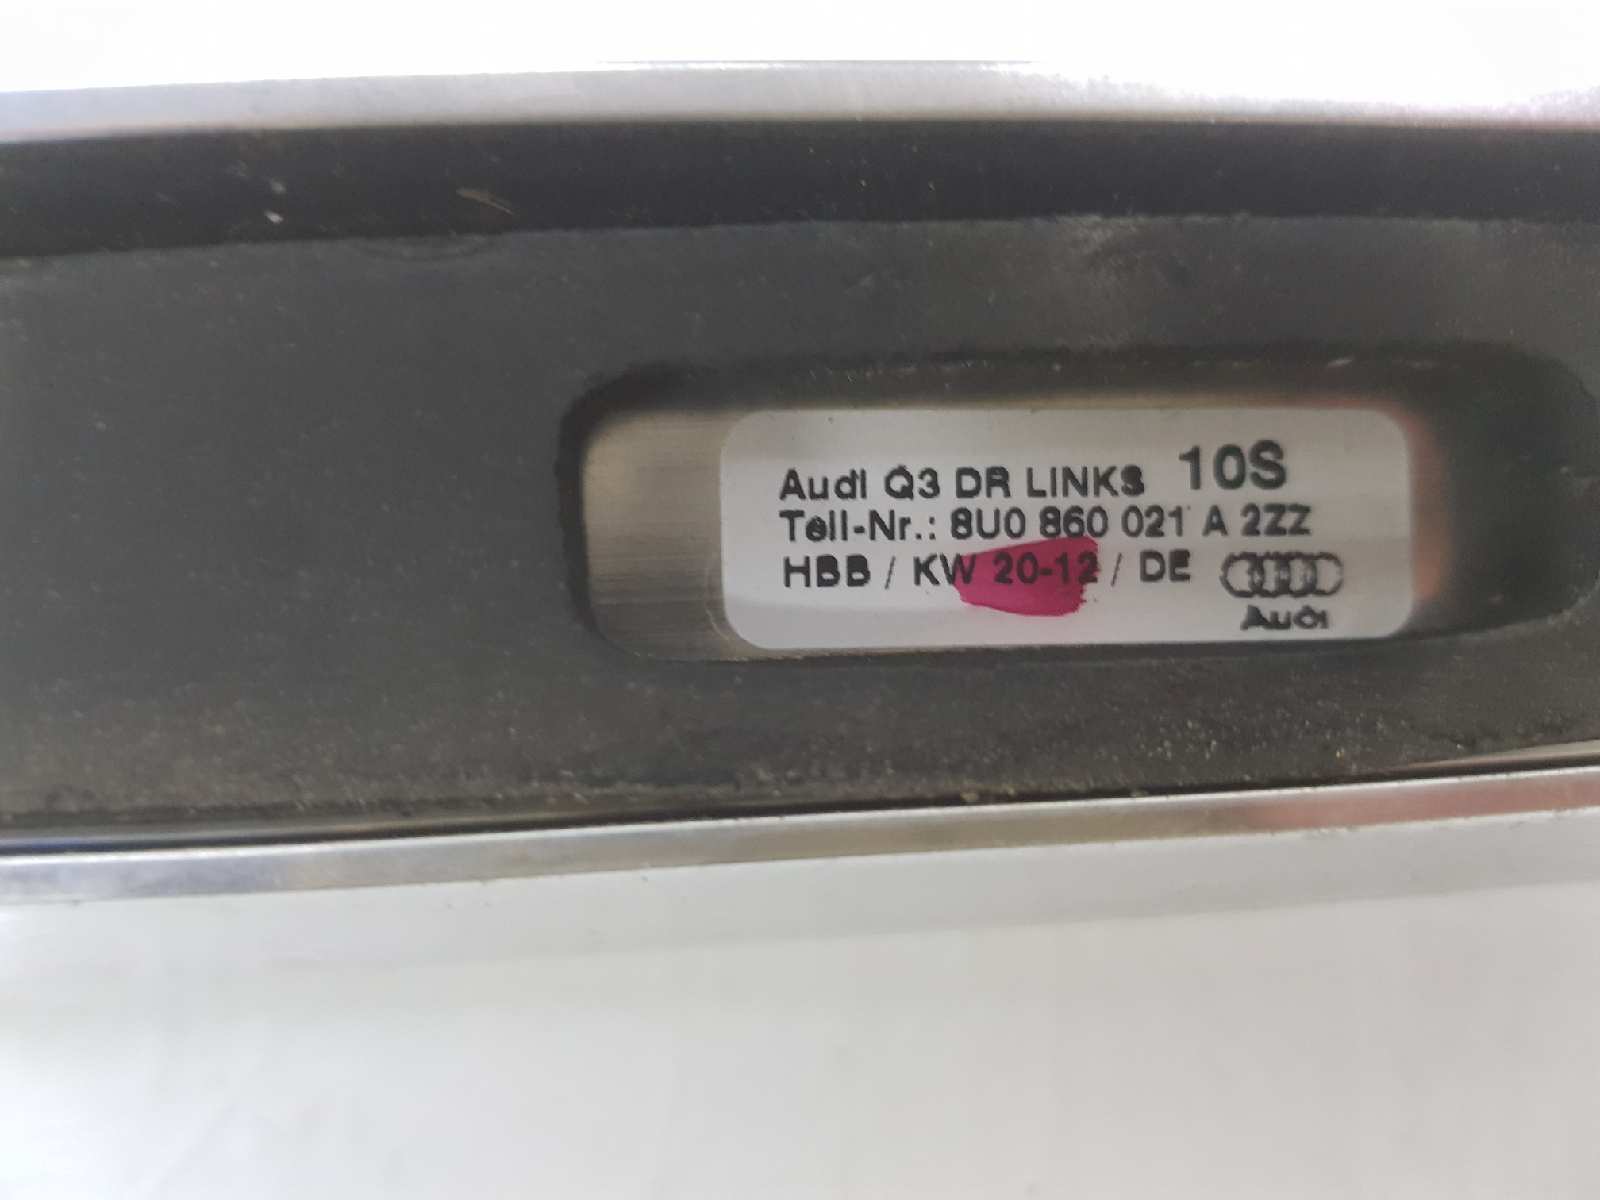 Audi Q3 DR LINKS 10S
Teil-Nr.: 8U0 860 021 A 2ZZ
HBB / KW 20-12 / DE
Audi